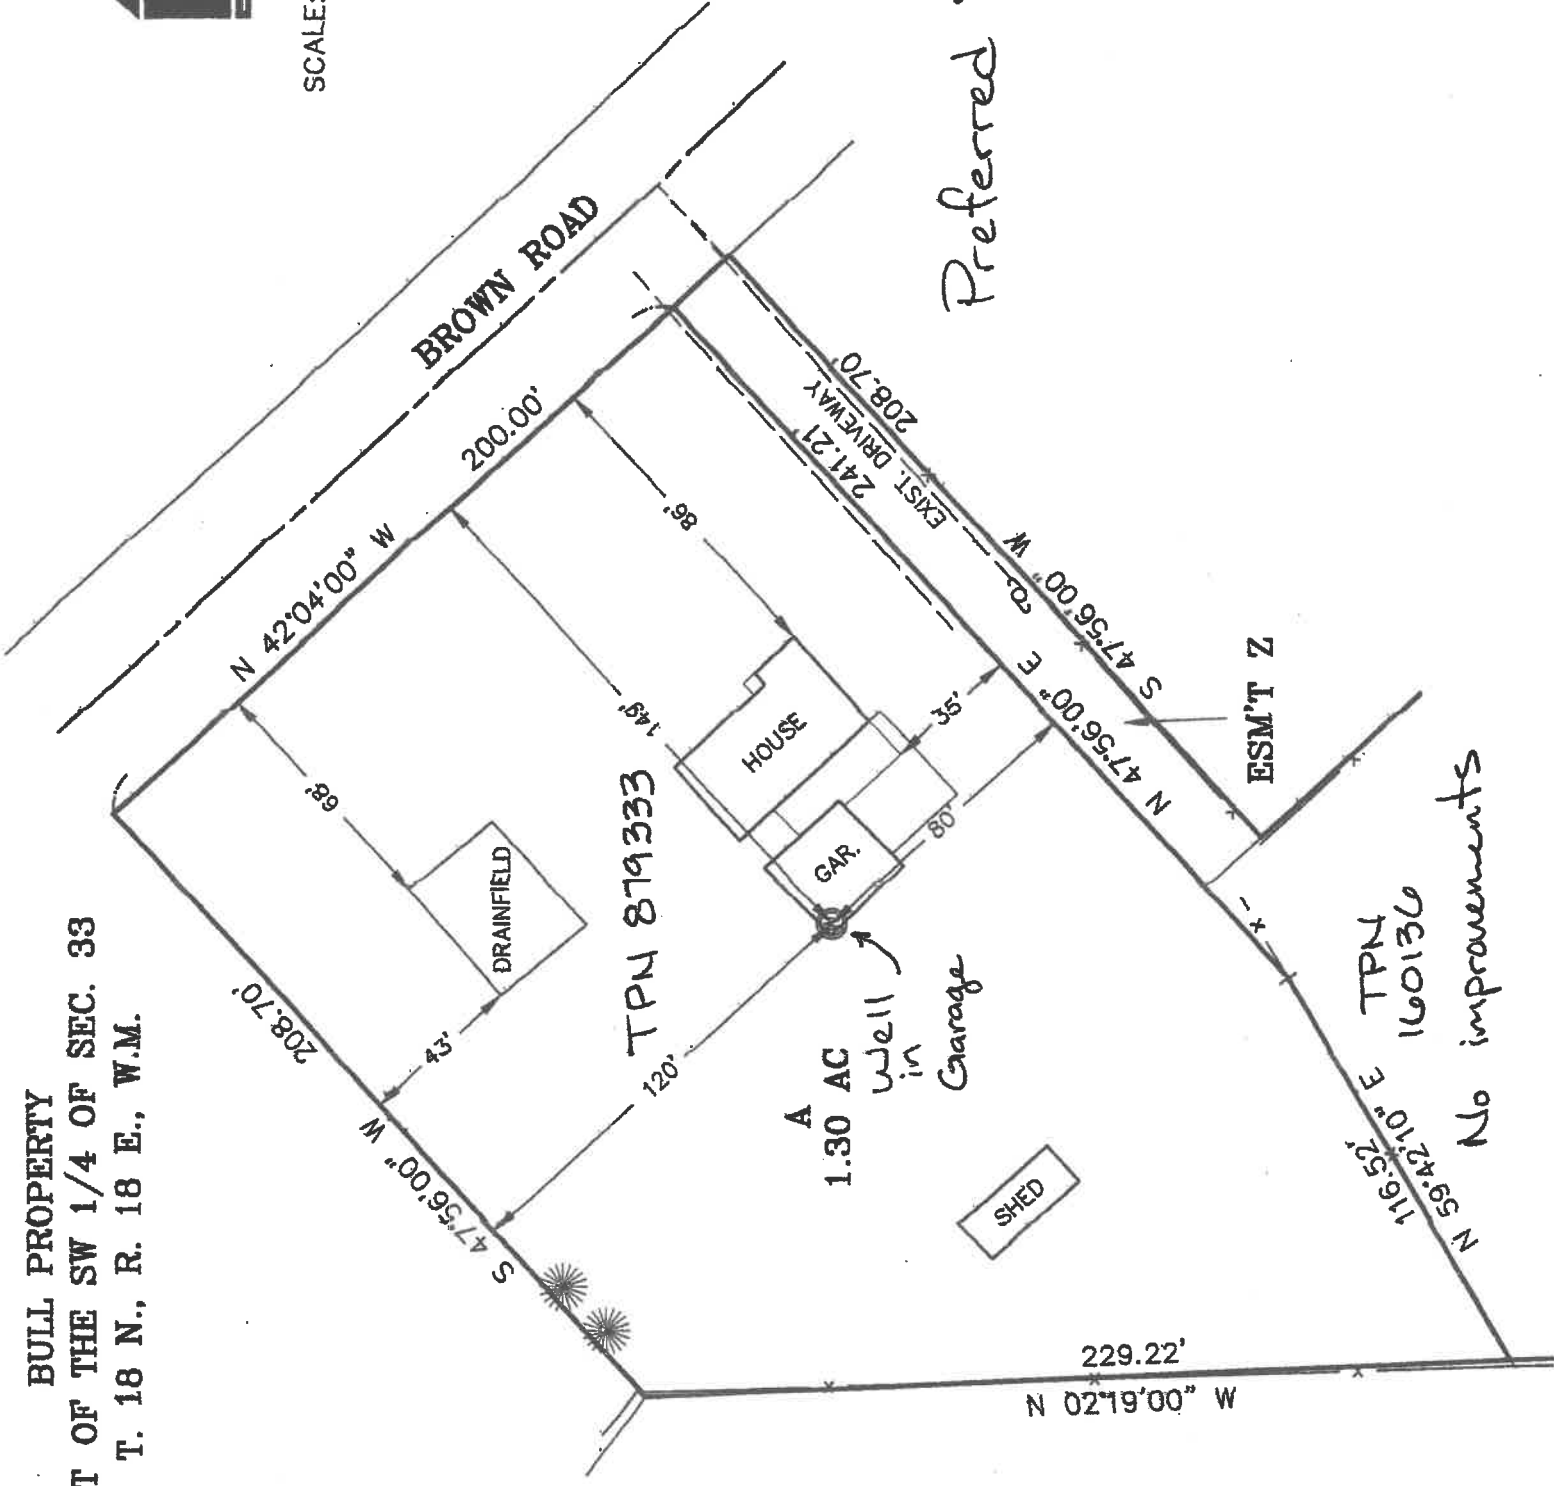 BULL PROPERTY
T OF THE SW 1/4 OF SEC. 33
T. 18 N., R. 18 E., W.M.
SCALE:
BROWN ROAD
N 42°04'00" W
200.00'
208.70'
S 47°56'00" W
68'
43'
DRAINFIELD
149'
86'
HOUSE
GAR.
35'
80'
120'
TPN 879333
A
1.30 AC
Well
in
Garage
SHED
241.21'
N 47°56'00" E
EXIST. DRIVEWAY
208.70'
S 47°56'00" W
ESM'T Z
Preferred
116.52'
N 59°42'10" E
TPN
160136
No improvements
229.22'
N 02°19'00" W